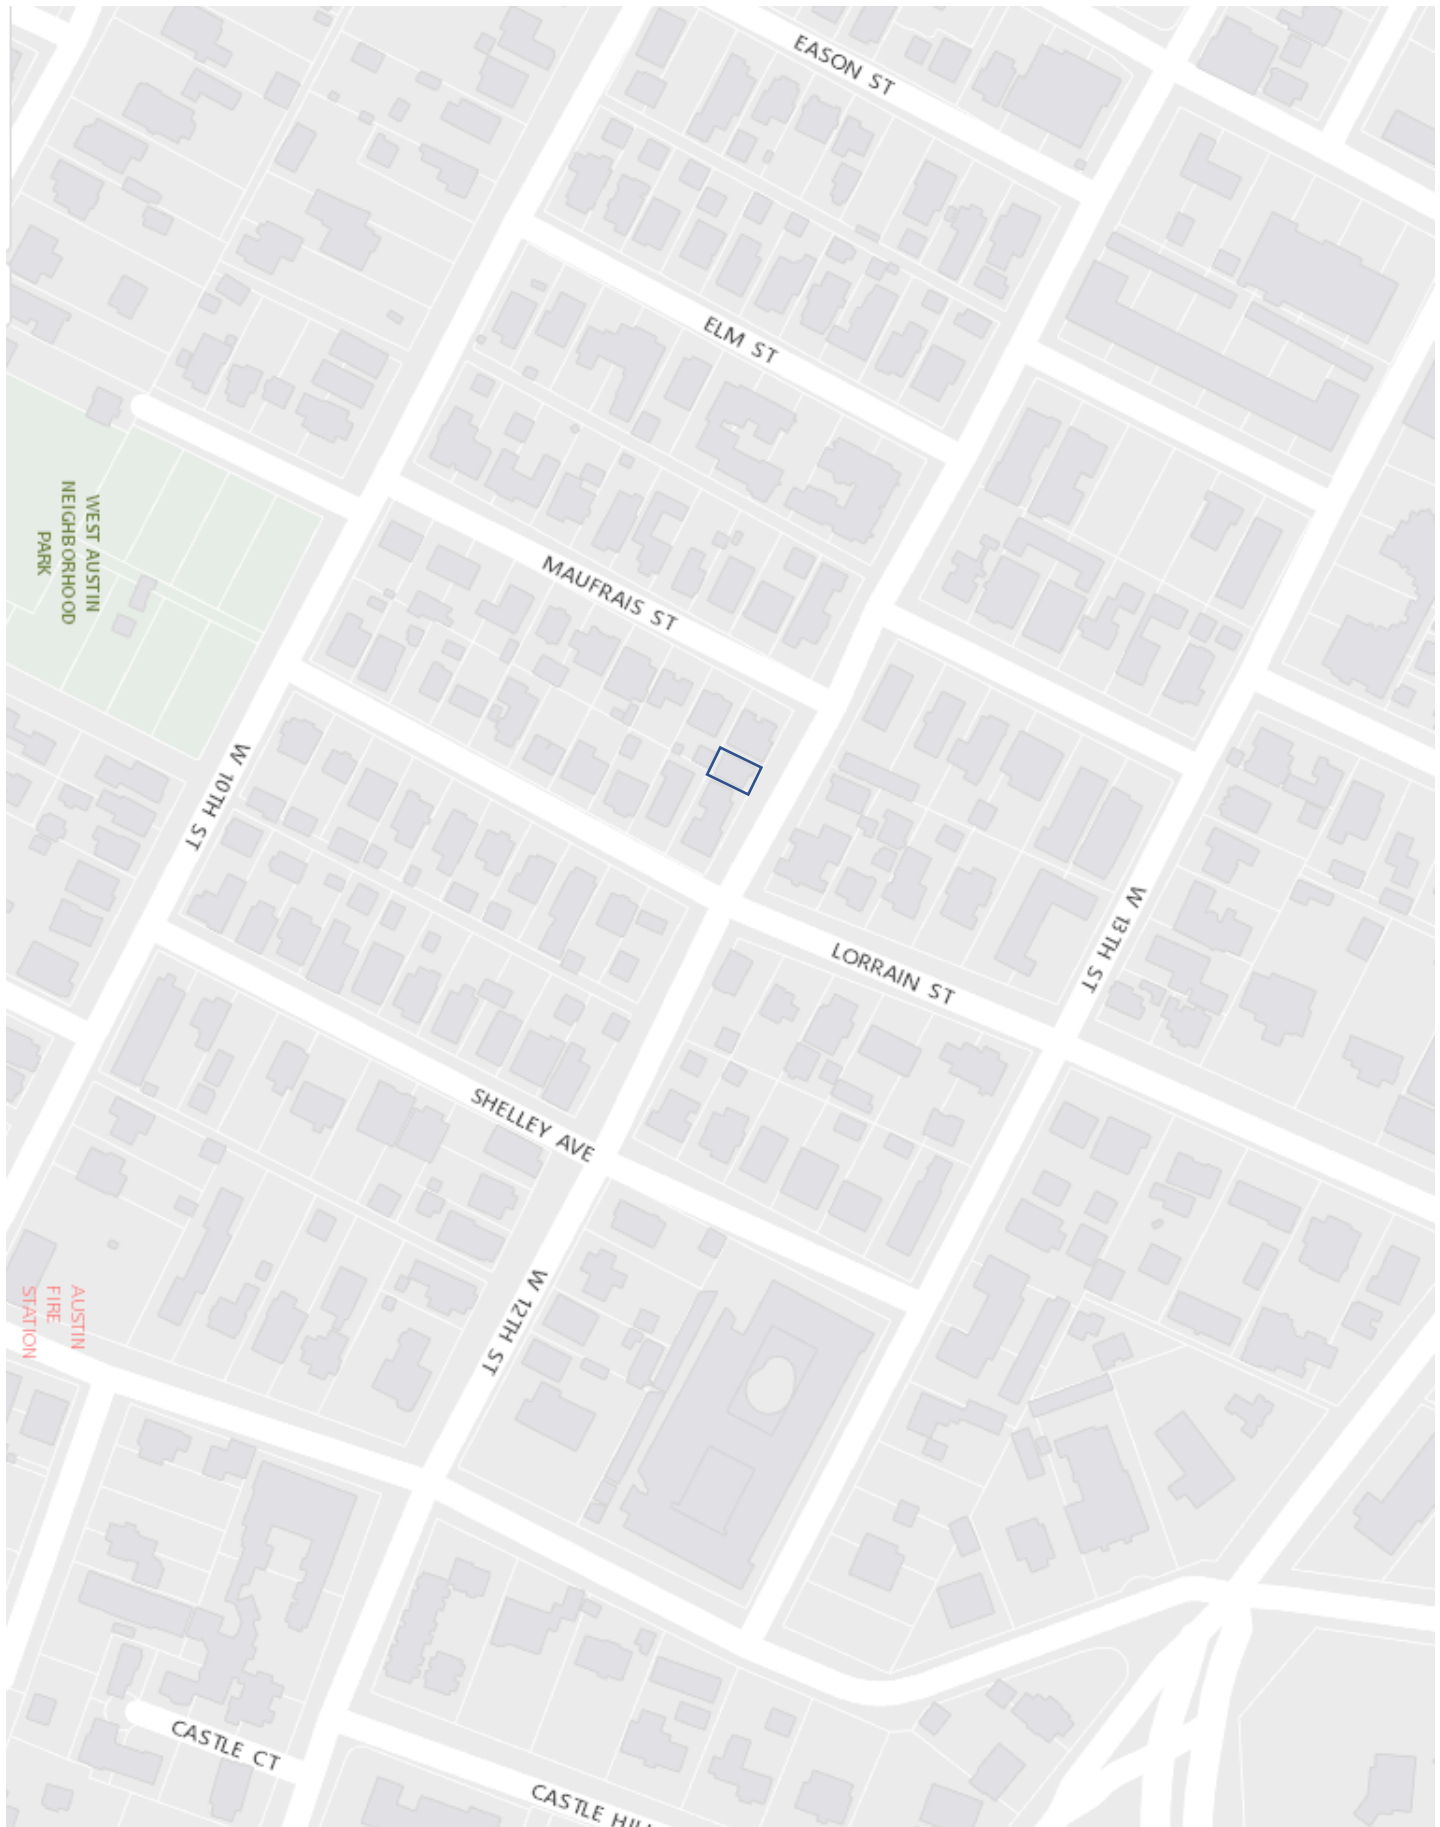 EASON ST
ELM ST
WEST AUSTIN
NEIGHBORHOOD
PARK
MAUFRAIS ST
W 10TH ST
W 13TH ST
LORRAIN ST
SHELLEY AVE
AUSTIN
FIRE
STATION
W 12TH ST
CASTLE CT
CASTLE HILL